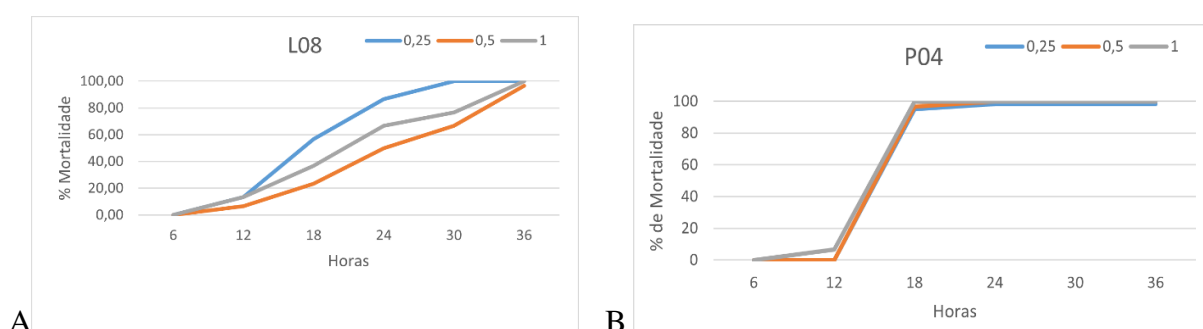 L08
0,25 0,5 1
% Mortalidade
100,00
80,00
60,00
40,00
20,00
0,00
6 12 18 24 30 36
Horas
A
P04
0,25 0,5 1
% de Mortalidade
100
80
60
40
20
0
6 12 18 24 30 36
Horas
B